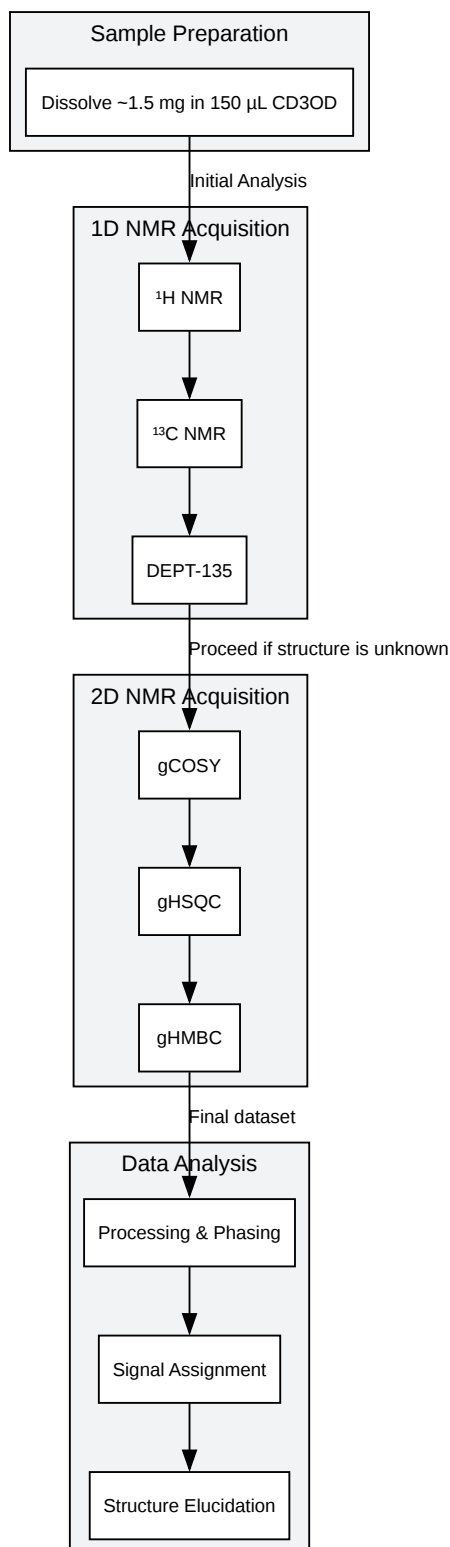 Sample Preparation
Dissolve ~1.5 mg in 150 µL CD3OD
Initial Analysis
1D NMR Acquisition
¹H NMR
¹³C NMR
DEPT-135
Proceed if structure is unknown
2D NMR Acquisition
gCOSY
gHSQC
gHMBC
Final dataset
Data Analysis
Processing & Phasing
Signal Assignment
Structure Elucidation